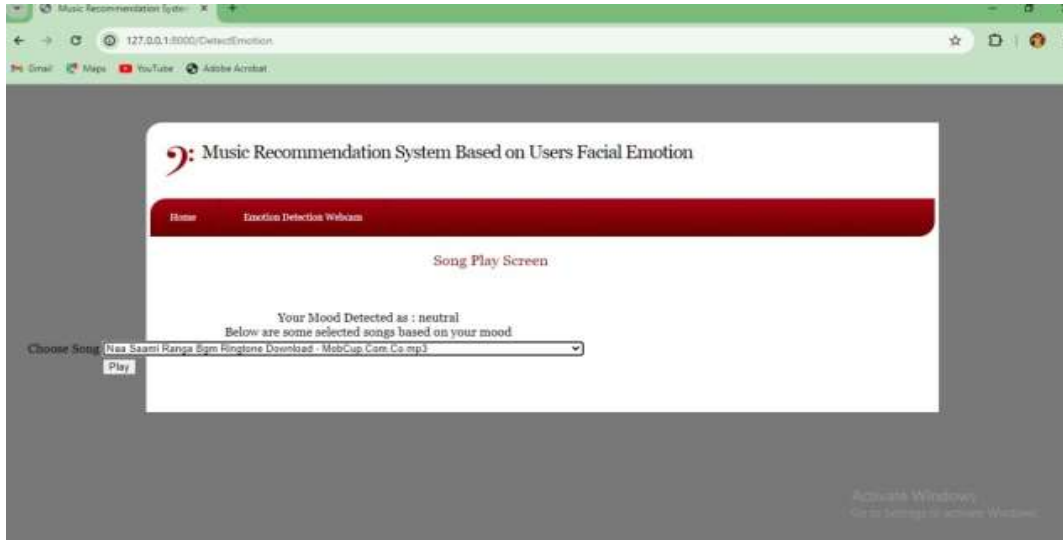 Music Recommendation System
127.0.0.1:8000/DetectEmotion
Gmail Maps YouTube Adobe Acrobat
Music Recommendation System Based on Users Facial Emotion
Home Emotion Detection Webcam
Song Play Screen
Your Mood Detected as : neutral
Below are some selected songs based on your mood
Choose Song Naa Saami Ranga Bgm Ringtone Download - MobCup.Com.Co.mp3
Play
Activate Windows
Go to Settings to activate Windows.